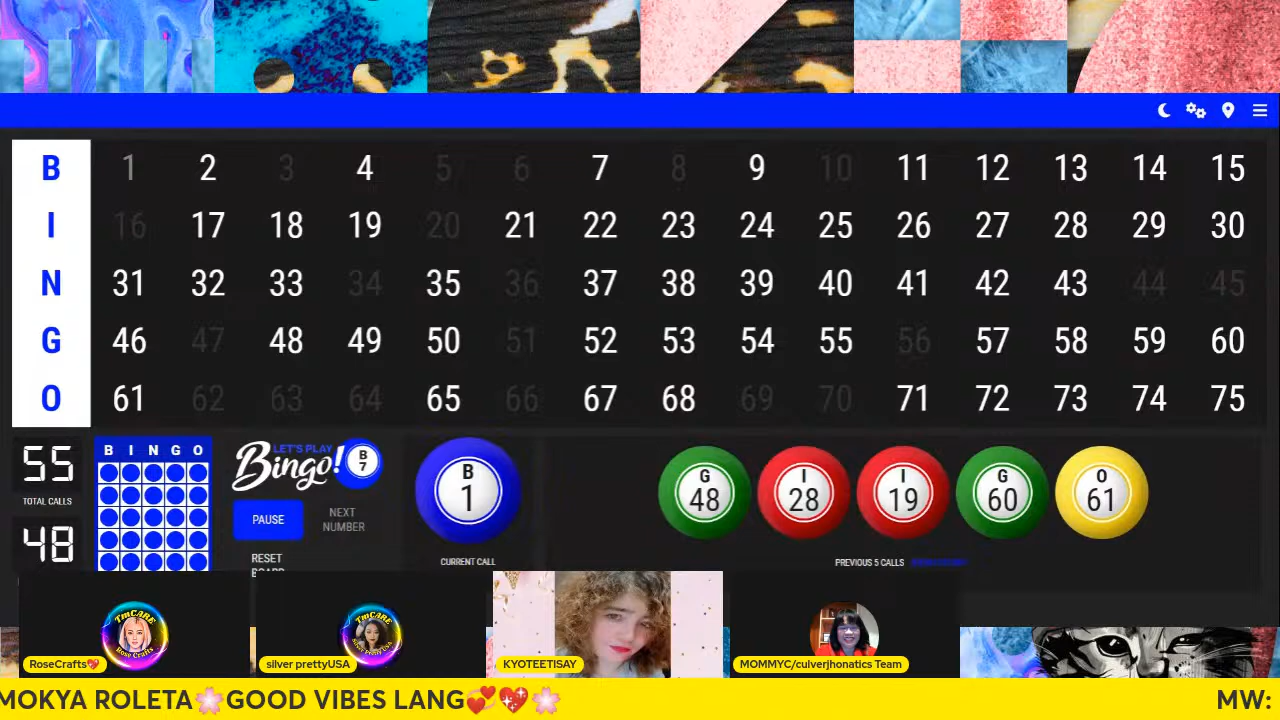 B 1 2 3 4 5 6 7 8 9 10 11 12 13 14 15
I 16 17 18 19 20 21 22 23 24 25 26 27 28 29 30
N 31 32 33 34 35 36 37 38 39 40 41 42 43 44 45
G 46 47 48 49 50 51 52 53 54 55 56 57 58 59 60
O 61 62 63 64 65 66 67 68 69 70 71 72 73 74 75
55
TOTAL CALLS
48
B I N G O
LET'S PLAY
Bingo!
B
7
PAUSE
NEXT
NUMBER
RESET
BOARD
B
1
CURRENT CALL
G
48
I
28
I
19
G
60
O
61
PREVIOUS 5 CALLS
TmCARE
Rose Crafts
RoseCrafts💖
TmCARE
silver prettyUSA
KYOTEETISAY
MOMMYC/culverjhonatics Team
MOKYA ROLETA🌸GOOD VIBES LANG💞💖🌸
MW: